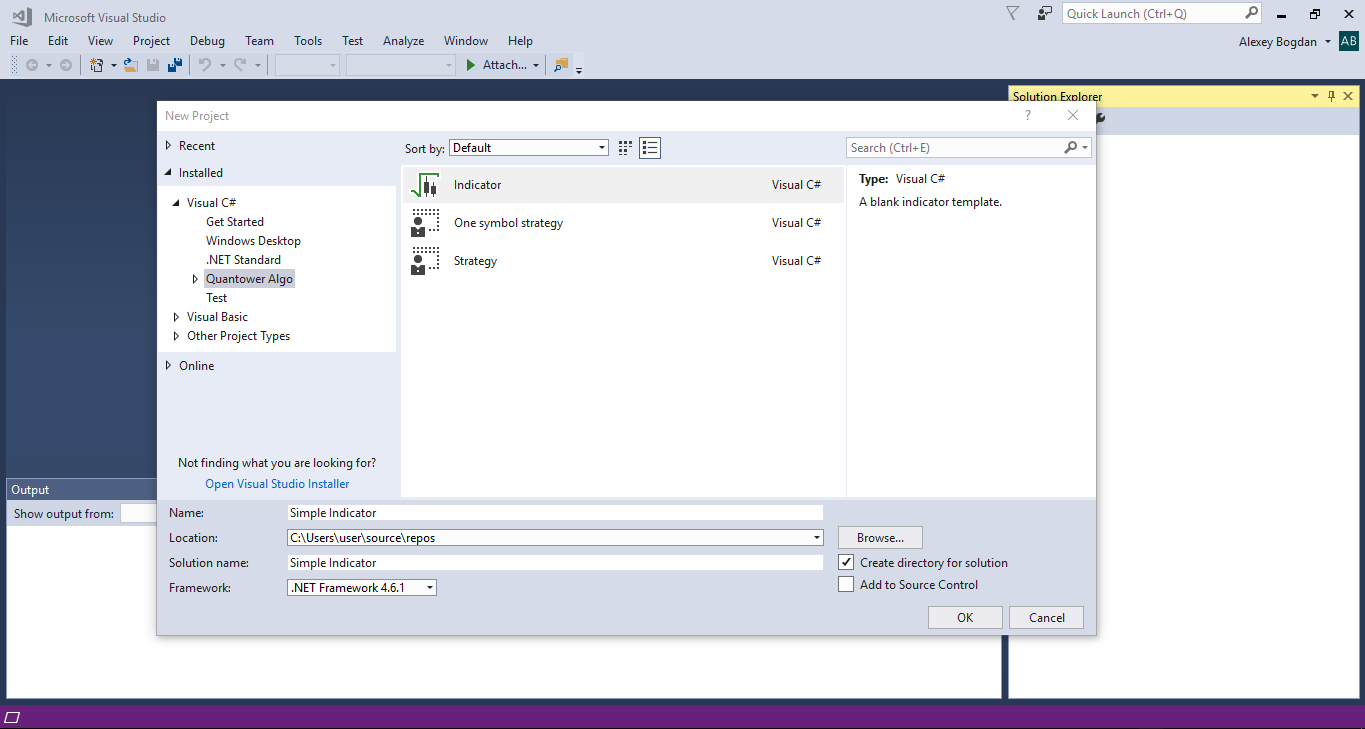 Microsoft Visual Studio
Quick Launch (Ctrl+Q)
File Edit View Project Debug Team Tools Test Analyze Window Help
Alexey Bogdan AB
Attach...
Solution Explorer
New Project
?
Recent
Installed
Visual C#
Get Started
Windows Desktop
.NET Standard
Quantower Algo
Test
Visual Basic
Other Project Types
Online
Not finding what you are looking for?
Open Visual Studio Installer
Sort by: Default
Indicator Visual C#
One symbol strategy Visual C#
Strategy Visual C#
Search (Ctrl+E)
Type: Visual C#
A blank indicator template.
Output
Show output from:
Name: Simple Indicator
Location: C:\Users\user\source\repos Browse...
Solution name: Simple Indicator Create directory for solution
Framework: .NET Framework 4.6.1 Add to Source Control
OK Cancel